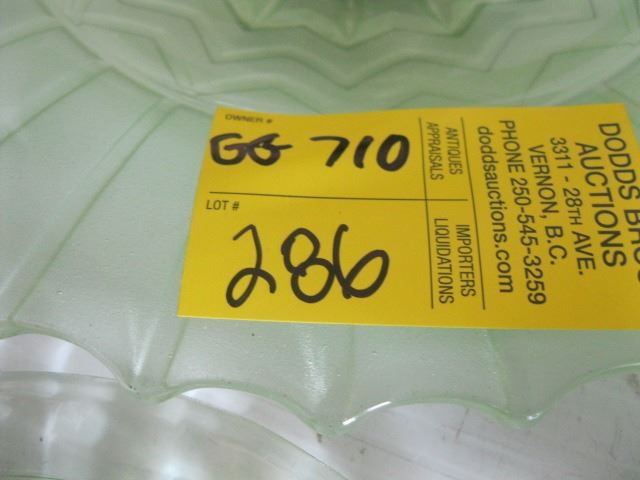 OWNER #
GG 710
LOT #
286
ANTIQUES
APPRAISALS
IMPORTERS
LIQUIDATIONS
DODDS BRO
AUCTIONS
3311 - 28TH AVE.
VERNON, B.C.
PHONE 250-545-3259
doddsauctions.com